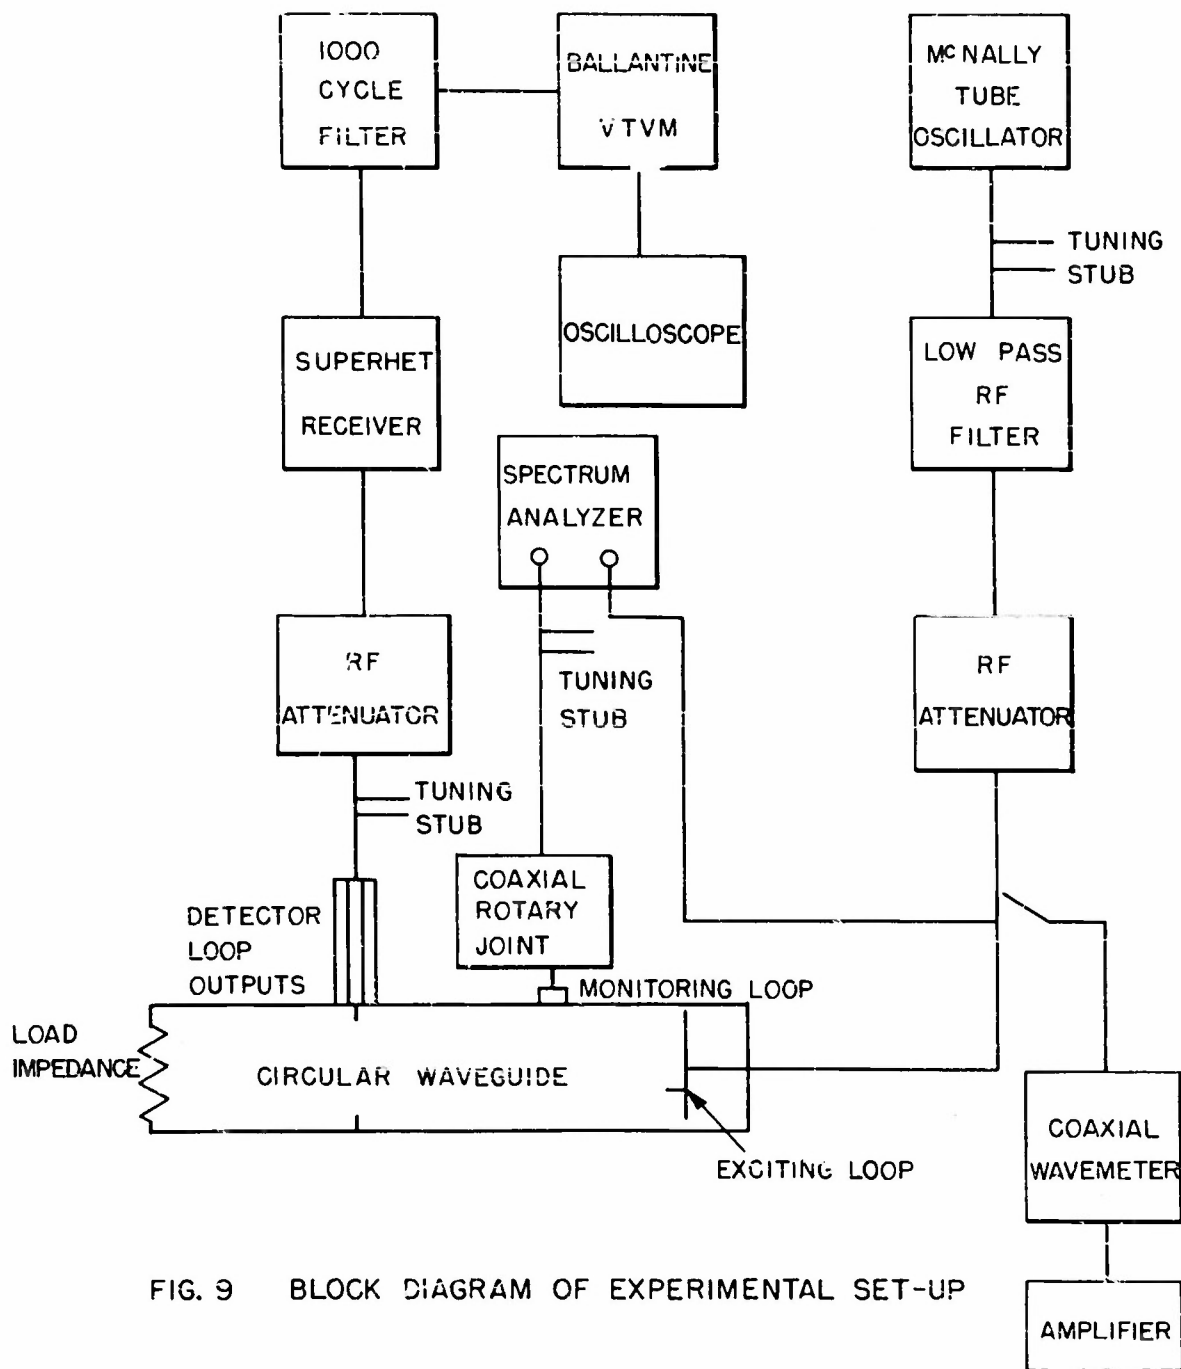 1000
CYCLE
FILTER
BALLANTINE
VTVM
McNALLY
TUBE
OSCILLATOR
TUNING
STUB
OSCILLOSCOPE
SUPERHET
RECEIVER
LOW PASS
RF
FILTER
SPECTRUM
ANALYZER
RF
ATTENUATOR
TUNING
STUB
RF
ATTENUATOR
TUNING
STUB
COAXIAL
ROTARY
JOINT
DETECTOR
LOOP
OUTPUTS
MONITORING LOOP
LOAD
IMPEDANCE
CIRCULAR WAVEGUIDE
EXCITING LOOP
COAXIAL
WAVEMETER
AMPLIFIER
FIG. 9 BLOCK DIAGRAM OF EXPERIMENTAL SET-UP